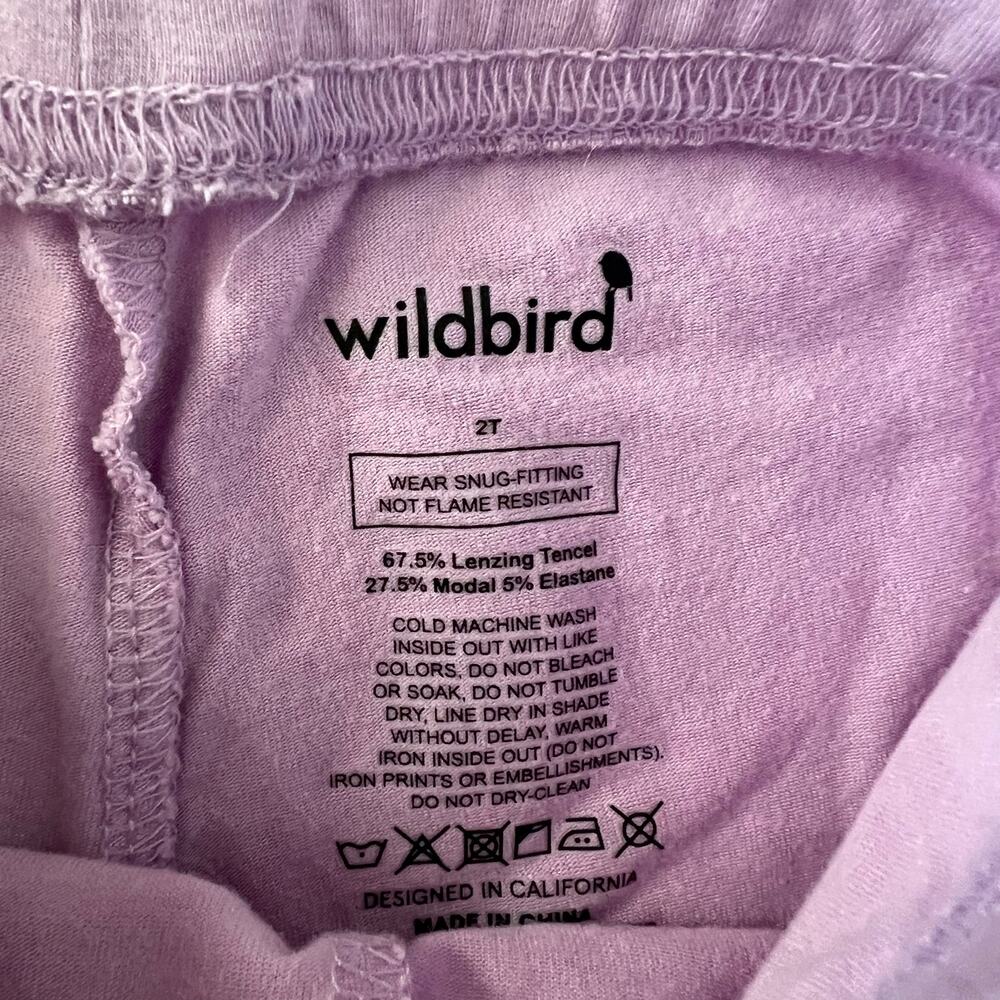 wildbird
2T
WEAR SNUG-FITTING
NOT FLAME RESISTANT
67.5% Lenzing Tencel
27.5% Modal 5% Elastane
COLD MACHINE WASH
INSIDE OUT WITH LIKE
COLORS, DO NOT BLEACH
OR SOAK, DO NOT TUMBLE
DRY, LINE DRY IN SHADE
WITHOUT DELAY, WARM
IRON INSIDE OUT (DO NOT
IRON PRINTS OR EMBELLISHMENTS).
DO NOT DRY-CLEAN
DESIGNED IN CALIFORNIA
MADE IN CHINA